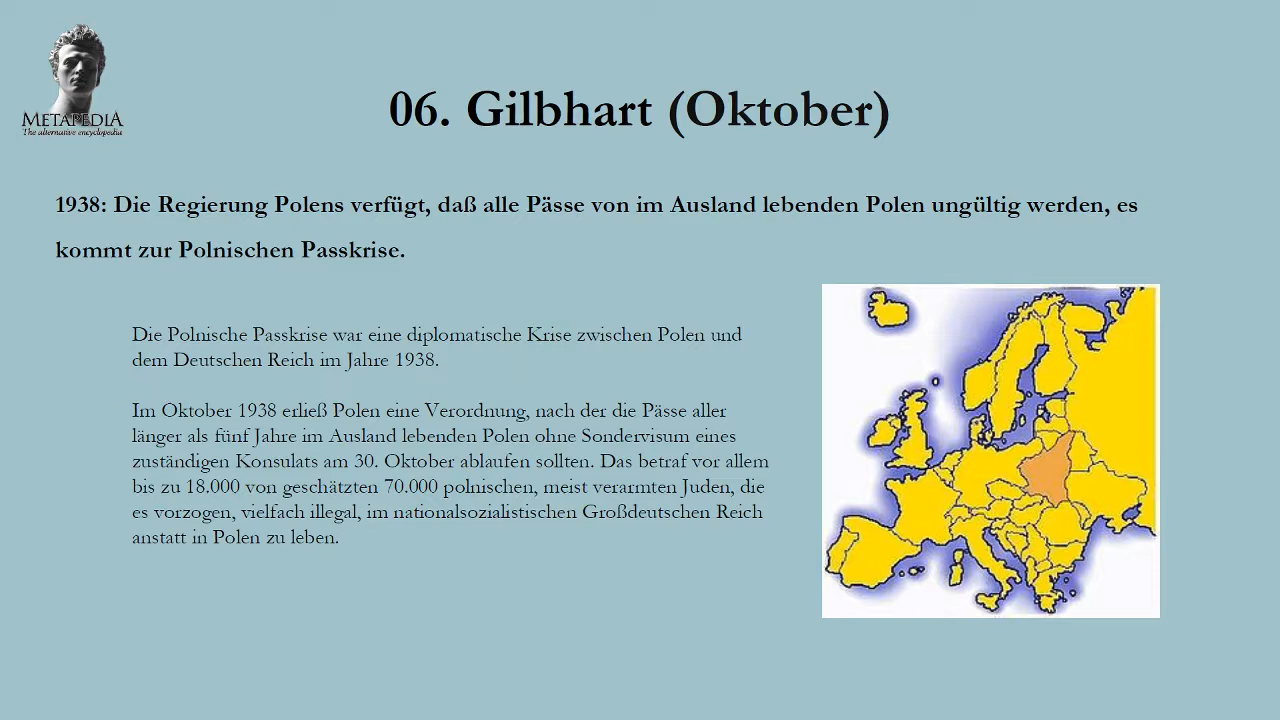 METAPEDIA
The alternative encyclopedia
06. Gilbhart (Oktober)
1938: Die Regierung Polens verfügt, daß alle Pässe von im Ausland lebenden Polen ungültig werden, es
kommt zur Polnischen Passkrise.
Die Polnische Passkrise war eine diplomatische Krise zwischen Polen und
dem Deutschen Reich im Jahre 1938.
Im Oktober 1938 erließ Polen eine Verordnung, nach der die Pässe aller
länger als fünf Jahre im Ausland lebenden Polen ohne Sondervisum eines
zuständigen Konsulats am 30. Oktober ablaufen sollten. Das betraf vor allem
bis zu 18.000 von geschätzten 70.000 polnischen, meist verarmten Juden, die
es vorzogen, vielfach illegal, im nationalsozialistischen Großdeutschen Reich
anstatt in Polen zu leben.